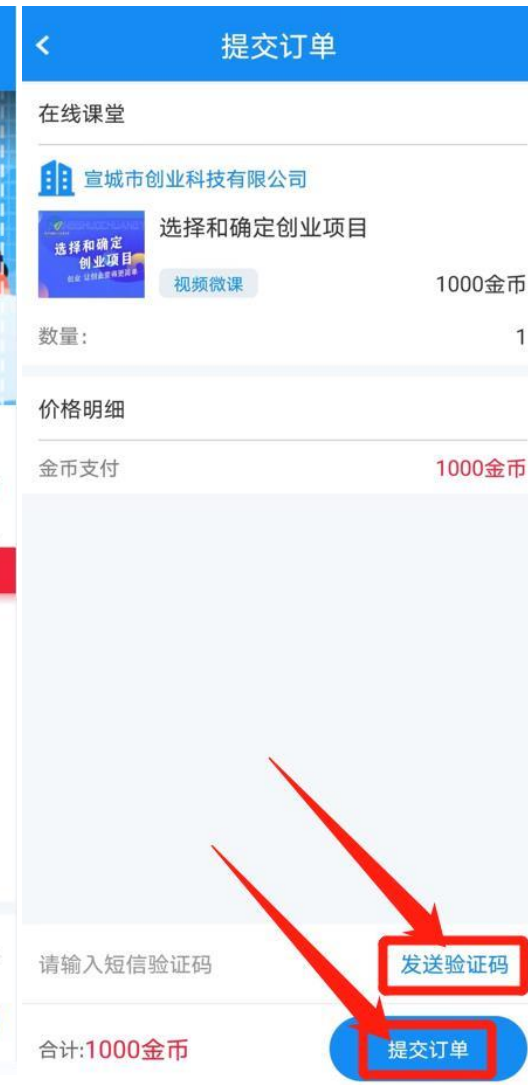 提交订单
在线课堂
宣城市创业科技有限公司
选择和确定
创业项目
选择和确定创业项目
视频微课
1000金币
数量:
1
价格明细
金币支付
1000金币
请输入短信验证码
发送验证码
合计:1000金币
提交订单